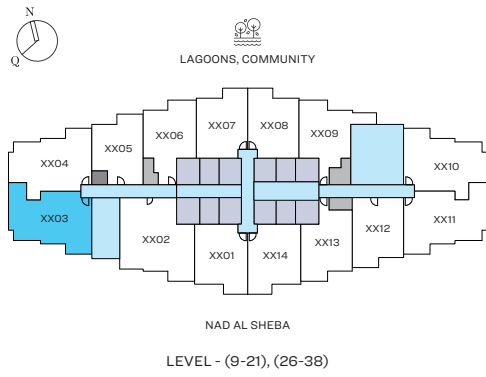 N
Q
LAGOONS, COMMUNITY
XX07 XX08
XX06 XX09
XX05
XX04 XX10
XX03 XX11
XX02 XX12
XX01 XX14 XX13
NAD AL SHEBA
LEVEL - (9-21), (26-38)